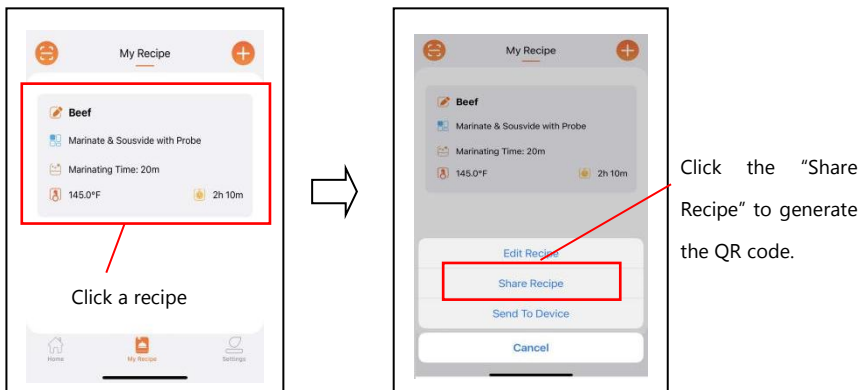 My Recipe
Beef
Marinate & Sousvide with Probe
Marinating Time: 20m
145.0°F 2h 10m
Click a recipe
Home My Recipe Settings
My Recipe
Beef
Marinate & Sousvide with Probe
Marinating Time: 20m
145.0°F 2h 10m
Edit Recipe
Share Recipe
Send To Device
Cancel
Click the “Share
Recipe” to generate
the QR code.